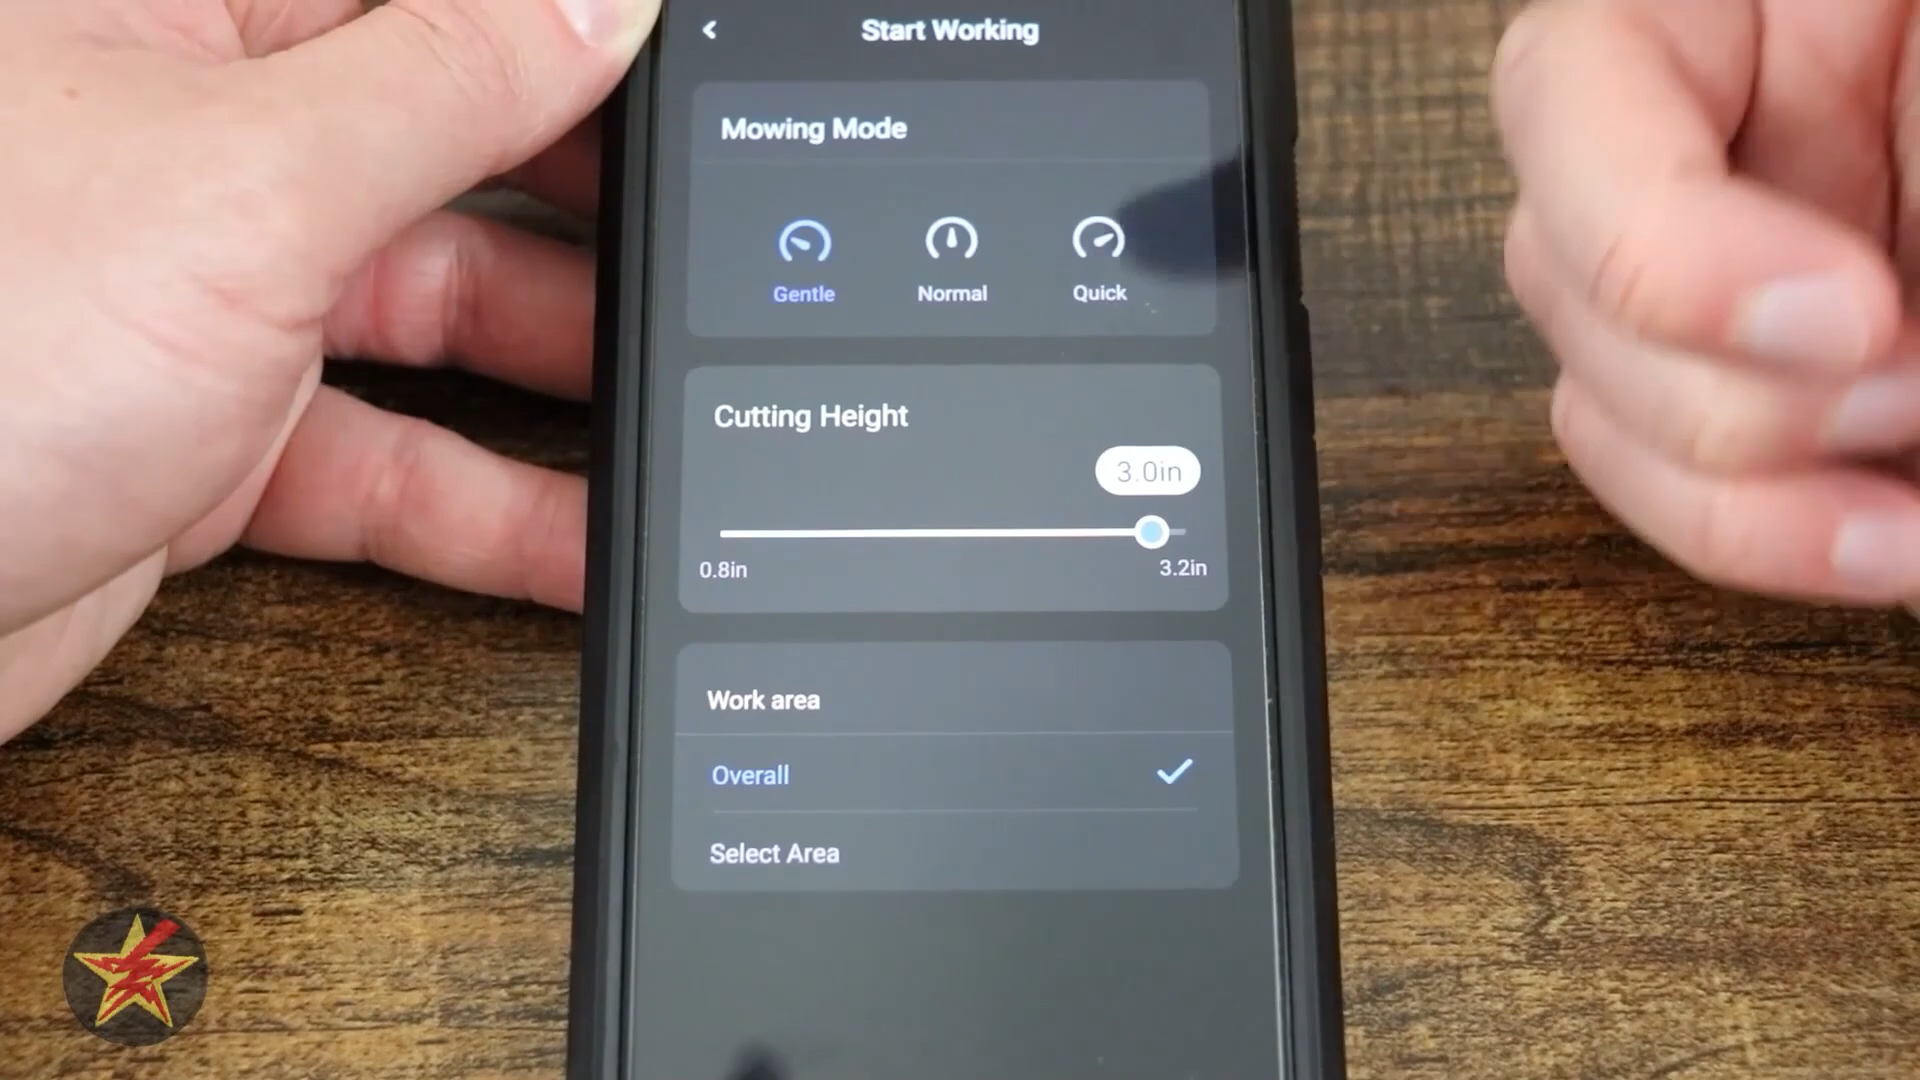 Start Working
Mowing Mode
Gentle Normal Quick
Cutting Height
3.0in
0.8in 3.2in
Work area
Overall
Select Area